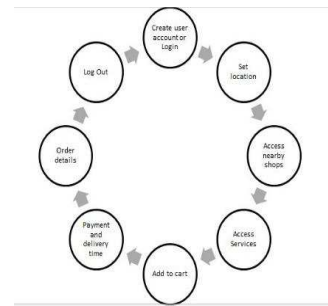 Create user
account or
Login
Set
location
Access
nearby
shops
Access
Services
Add to cart
Payment
and
delivery
time
Order
details
Log Out